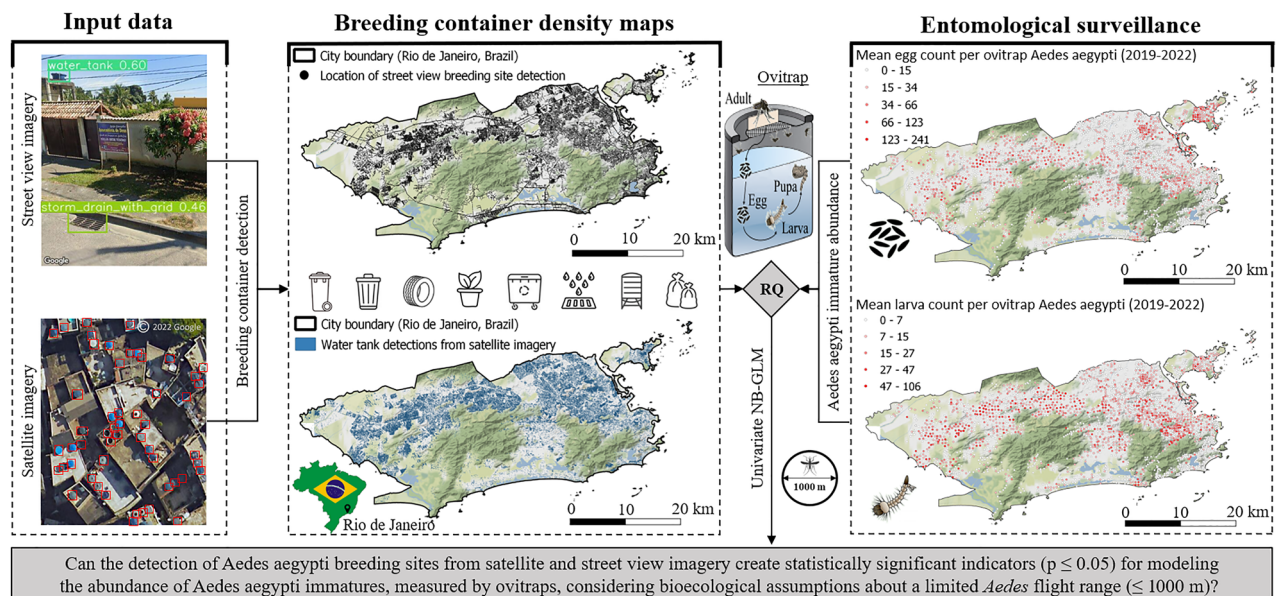 Input data
Street view imagery
water_tank 0.60
storm_drain_with_grid 0.46
Google
Satellite imagery
© 2022 Google
Breeding container detection
Breeding container density maps
City boundary (Rio de Janeiro, Brazil)
Location of street view breeding site detection
0 10 20 km
City boundary (Rio de Janeiro, Brazil)
Water tank detections from satellite imagery
Rio de Janeiro
0 10 20 km
Ovitrap
Adult
Pupa
Egg
Larva
RQ
Univariate NB-GLM
1000 m
Aedes aegypti immature abundance
Entomological surveillance
Mean egg count per ovitrap Aedes aegypti (2019-2022)
0 - 15
15 - 34
34 - 66
66 - 123
123 - 241
0 10 20 km
Mean larva count per ovitrap Aedes aegypti (2019-2022)
0 - 7
7 - 15
15 - 27
27 - 47
47 - 106
0 10 20 km
Can the detection of Aedes aegypti breeding sites from satellite and street view imagery create statistically significant indicators (p ≤ 0.05) for modeling
the abundance of Aedes aegypti immatures, measured by ovitraps, considering bioecological assumptions about a limited Aedes flight range (≤ 1000 m)?